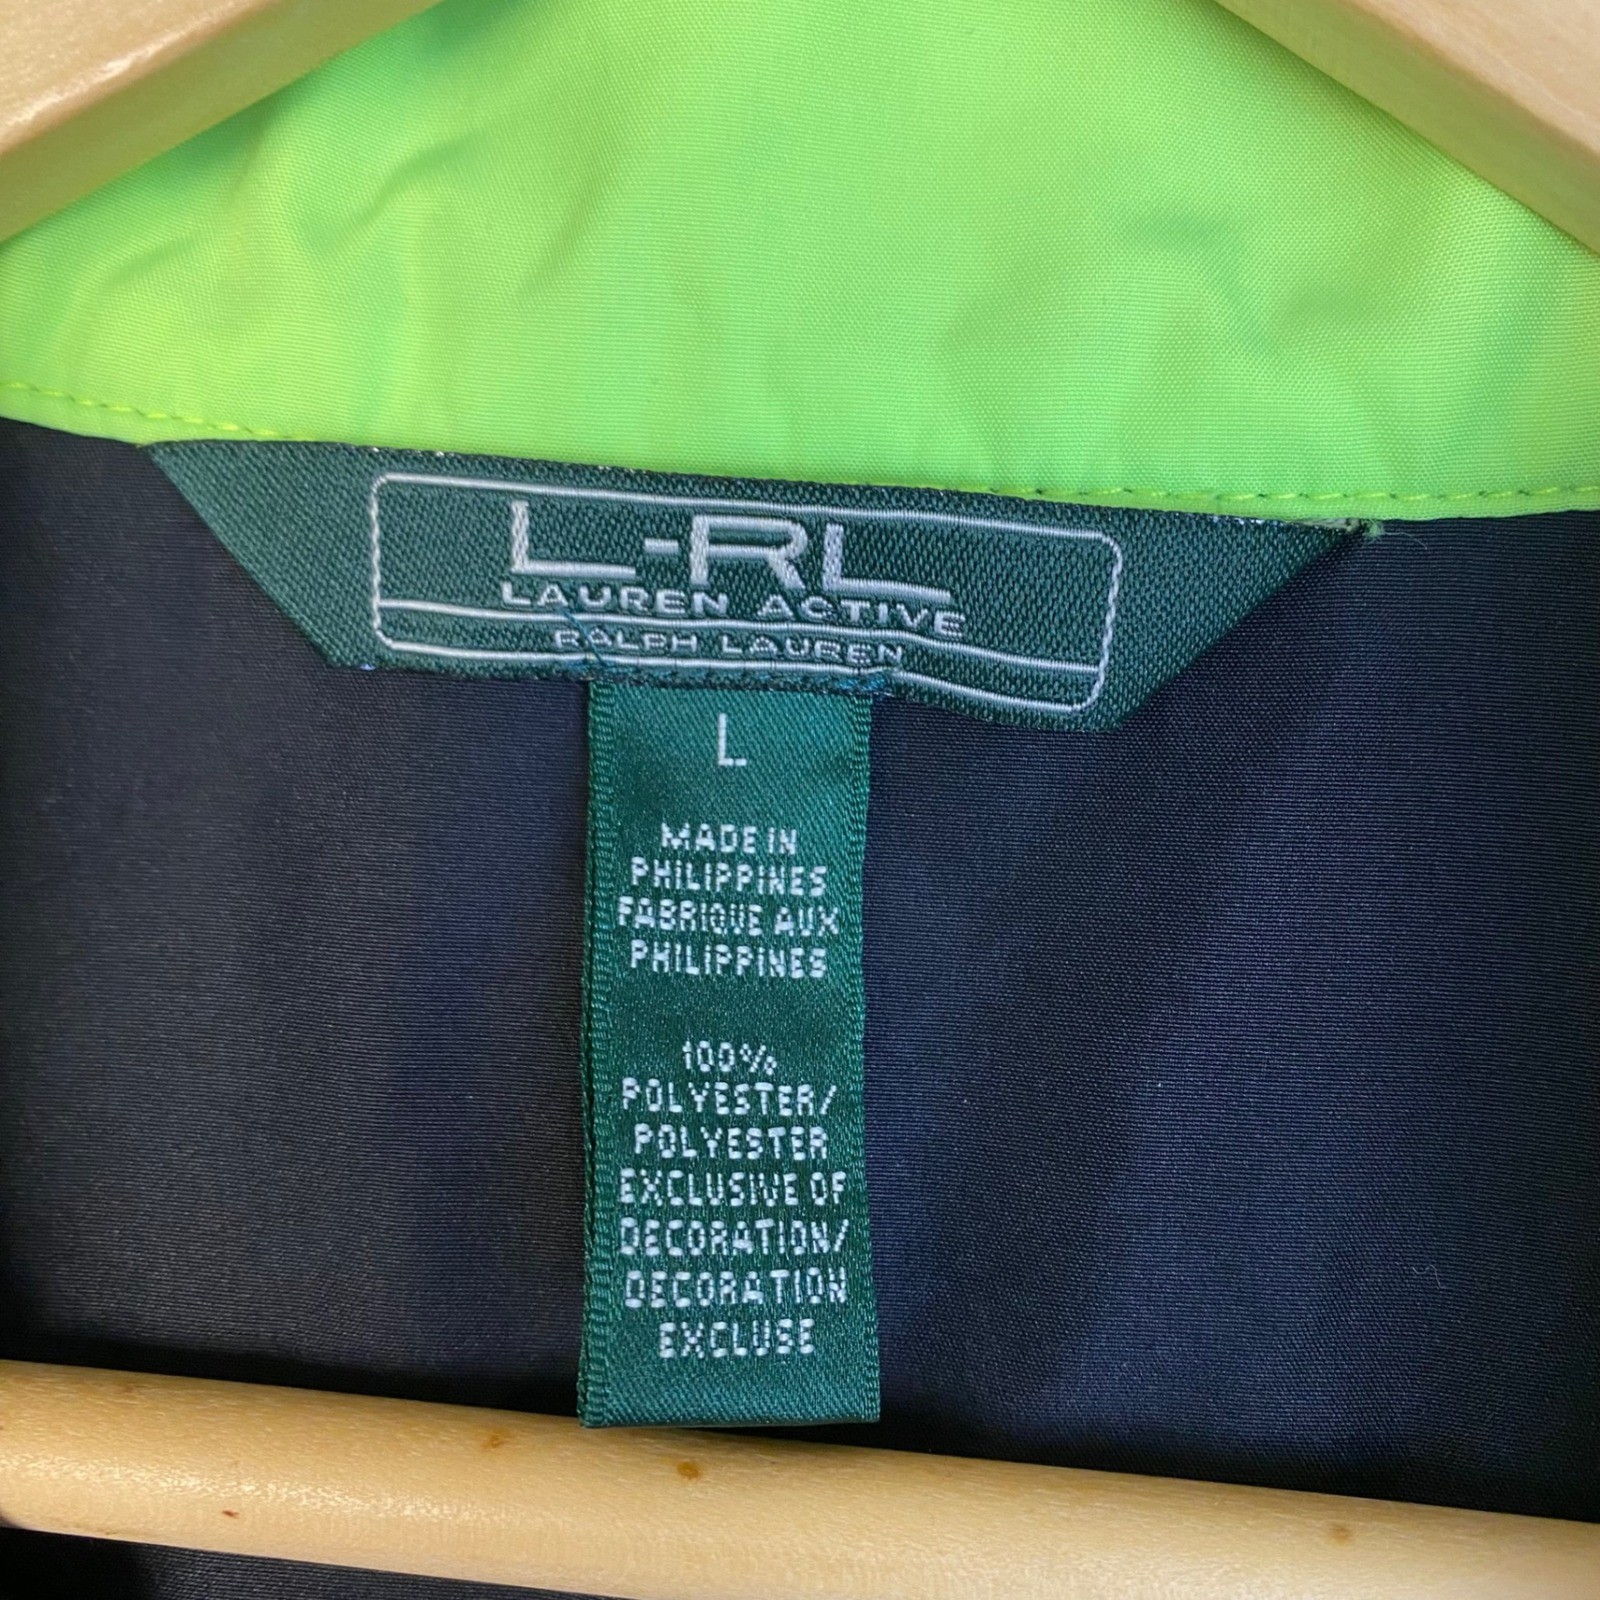 L-RL
LAUREN ACTIVE
RALPH LAUREN
L
MADE IN
PHILIPPINES
FABRIQUE AUX
PHILIPPINES
100%
POLYESTER/
POLYESTER
EXCLUSIVE OF
DECORATION/
DECORATION
EXCLUSE